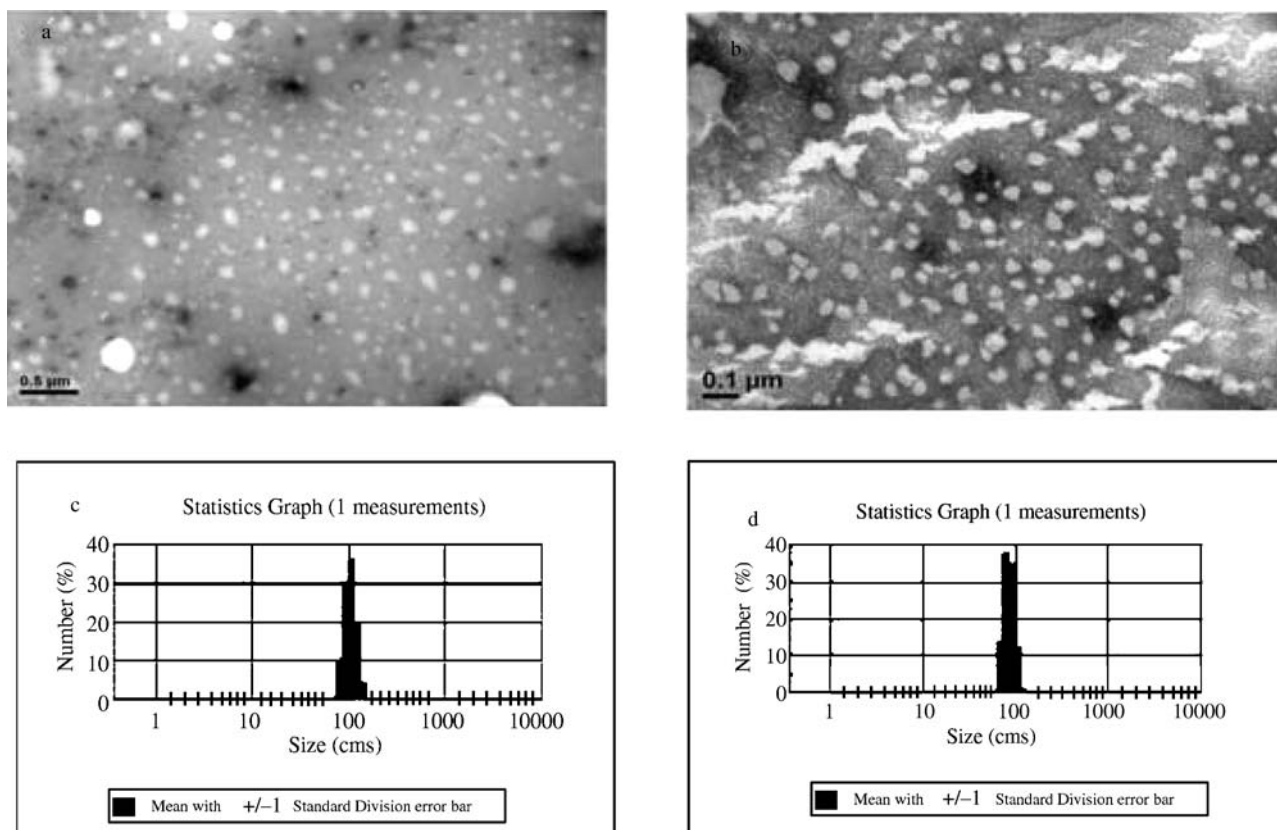 a
0.5 µm
b
0.1 µm
c
Statistics Graph (1 measurements)
40
30
20
10
0
Number (%)
1 10 100 1000 10000
Size (cms)
Mean with +/−1 Standard Division error bar
d
Statistics Graph (1 measurements)
40
30
20
10
0
Number (%)
1 10 100 1000 10000
Size (cms)
Mean with +/−1 Standard Division error bar